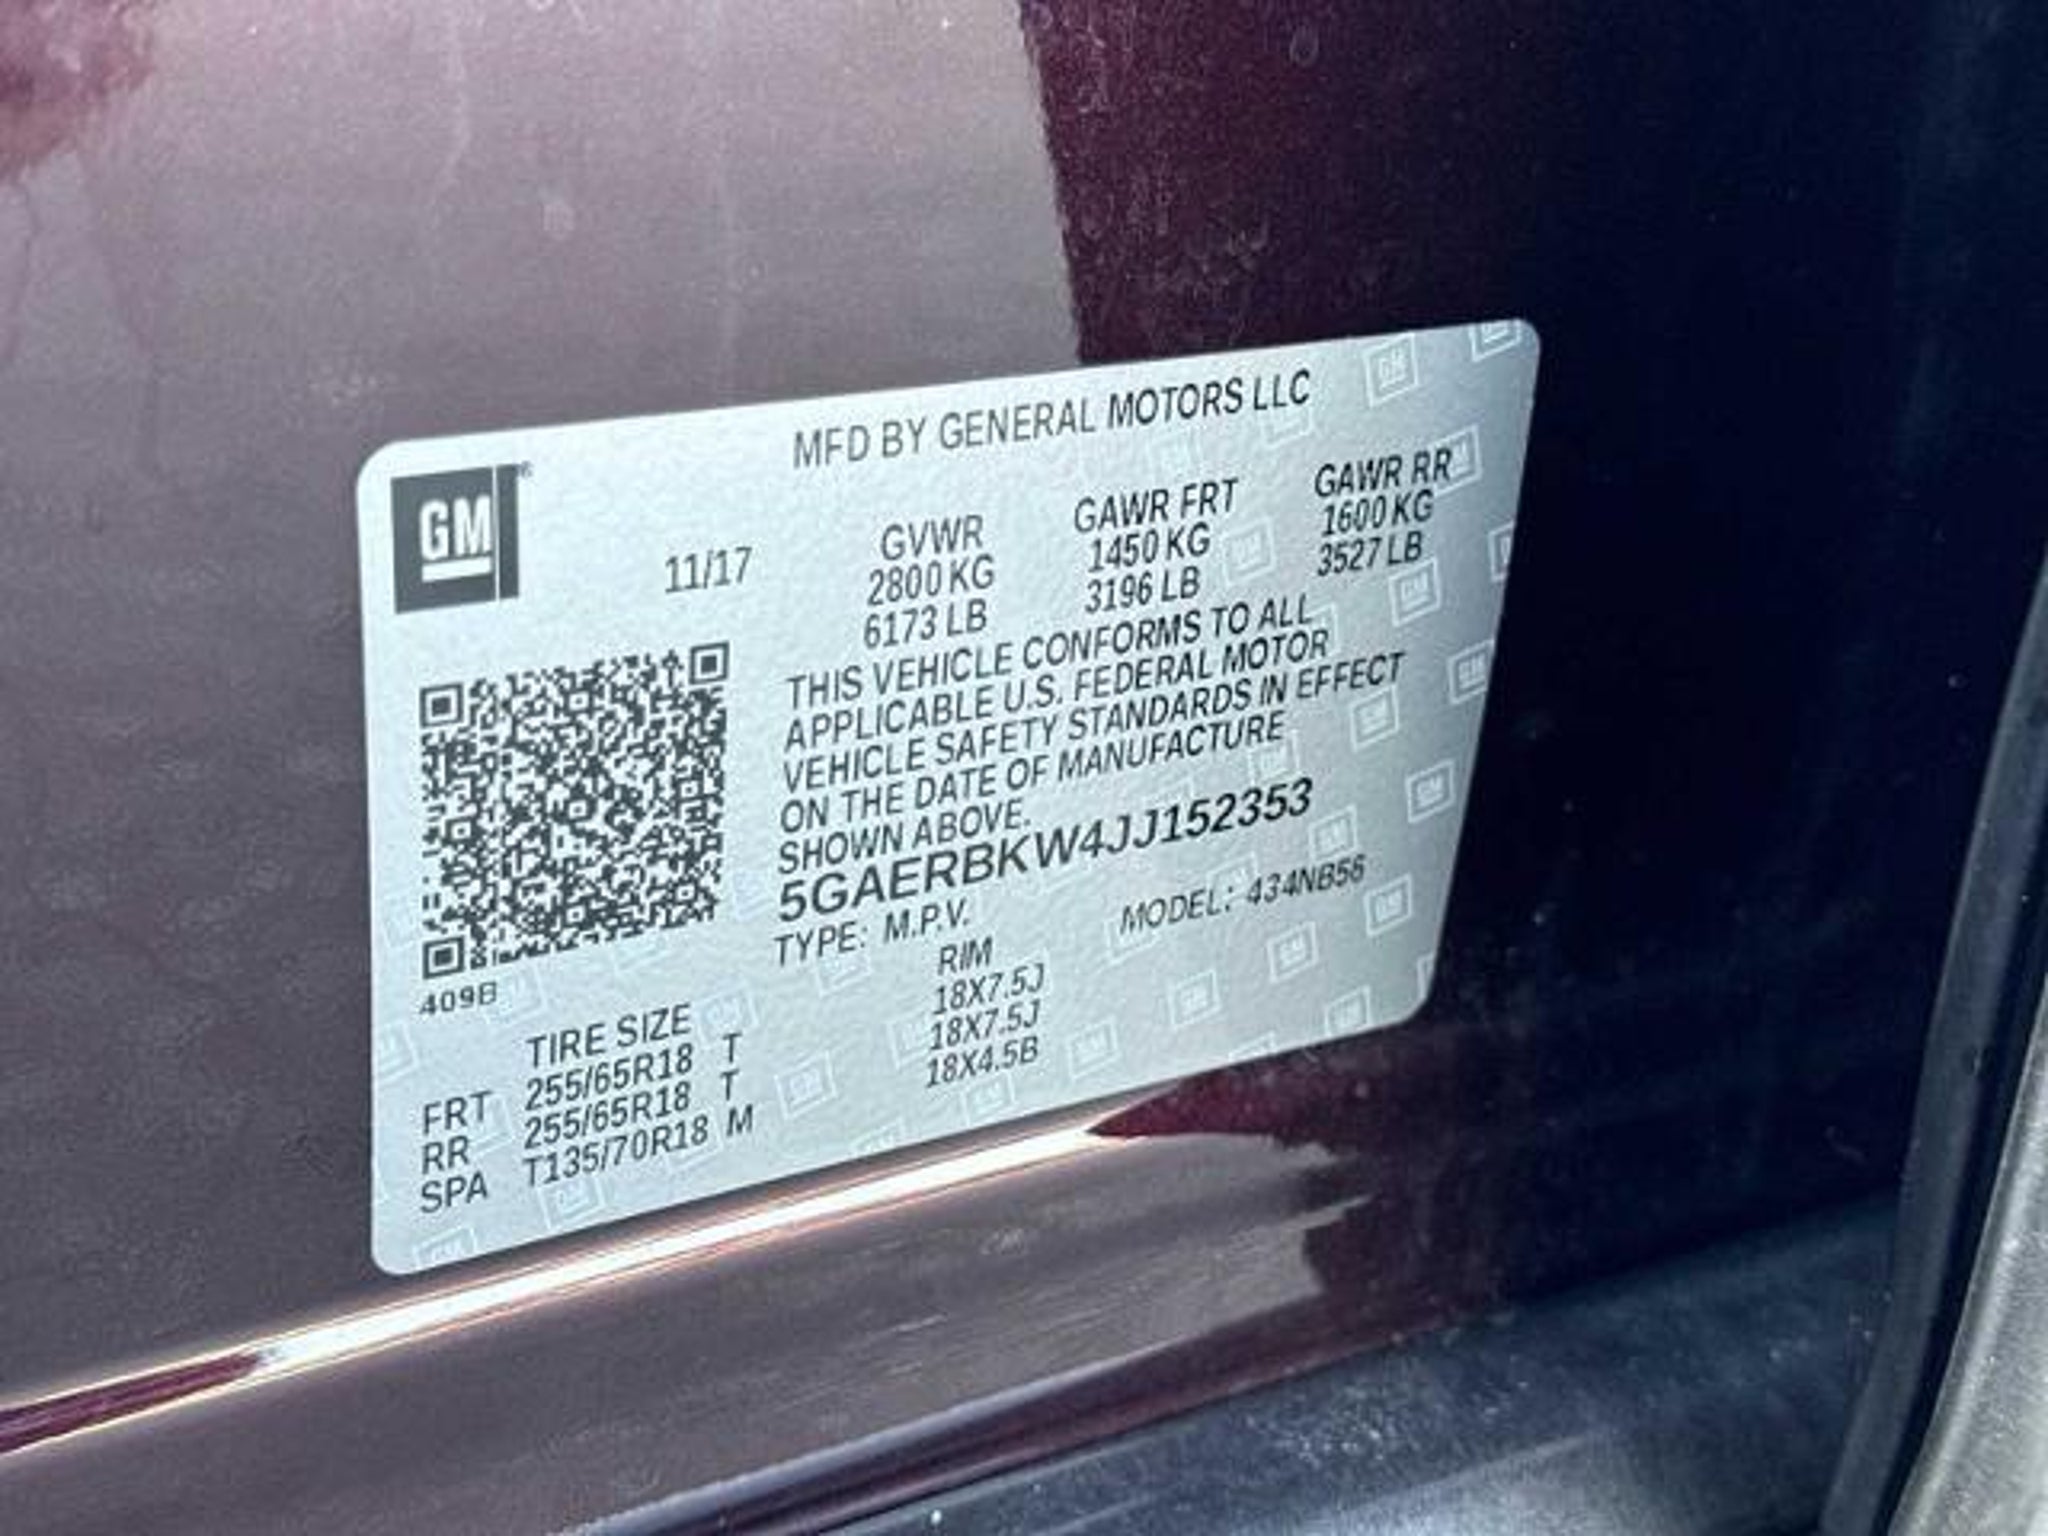 MFD BY GENERAL MOTORS LLC
GM®
11/17
GVWR GAWR FRT GAWR RR
2800 KG 1450 KG 1600 KG
6173 LB 3196 LB 3527 LB
THIS VEHICLE CONFORMS TO ALL
APPLICABLE U.S. FEDERAL MOTOR
VEHICLE SAFETY STANDARDS IN EFFECT
ON THE DATE OF MANUFACTURE
SHOWN ABOVE.
5GAERBKW4JJ152353
TYPE: M.P.V. MODEL: 434NB56
409B
TIRE SIZE RIM
FRT 255/65R18 T 18X7.5J
RR 255/65R18 T 18X7.5J
SPA T135/70R18 M 18X4.5B